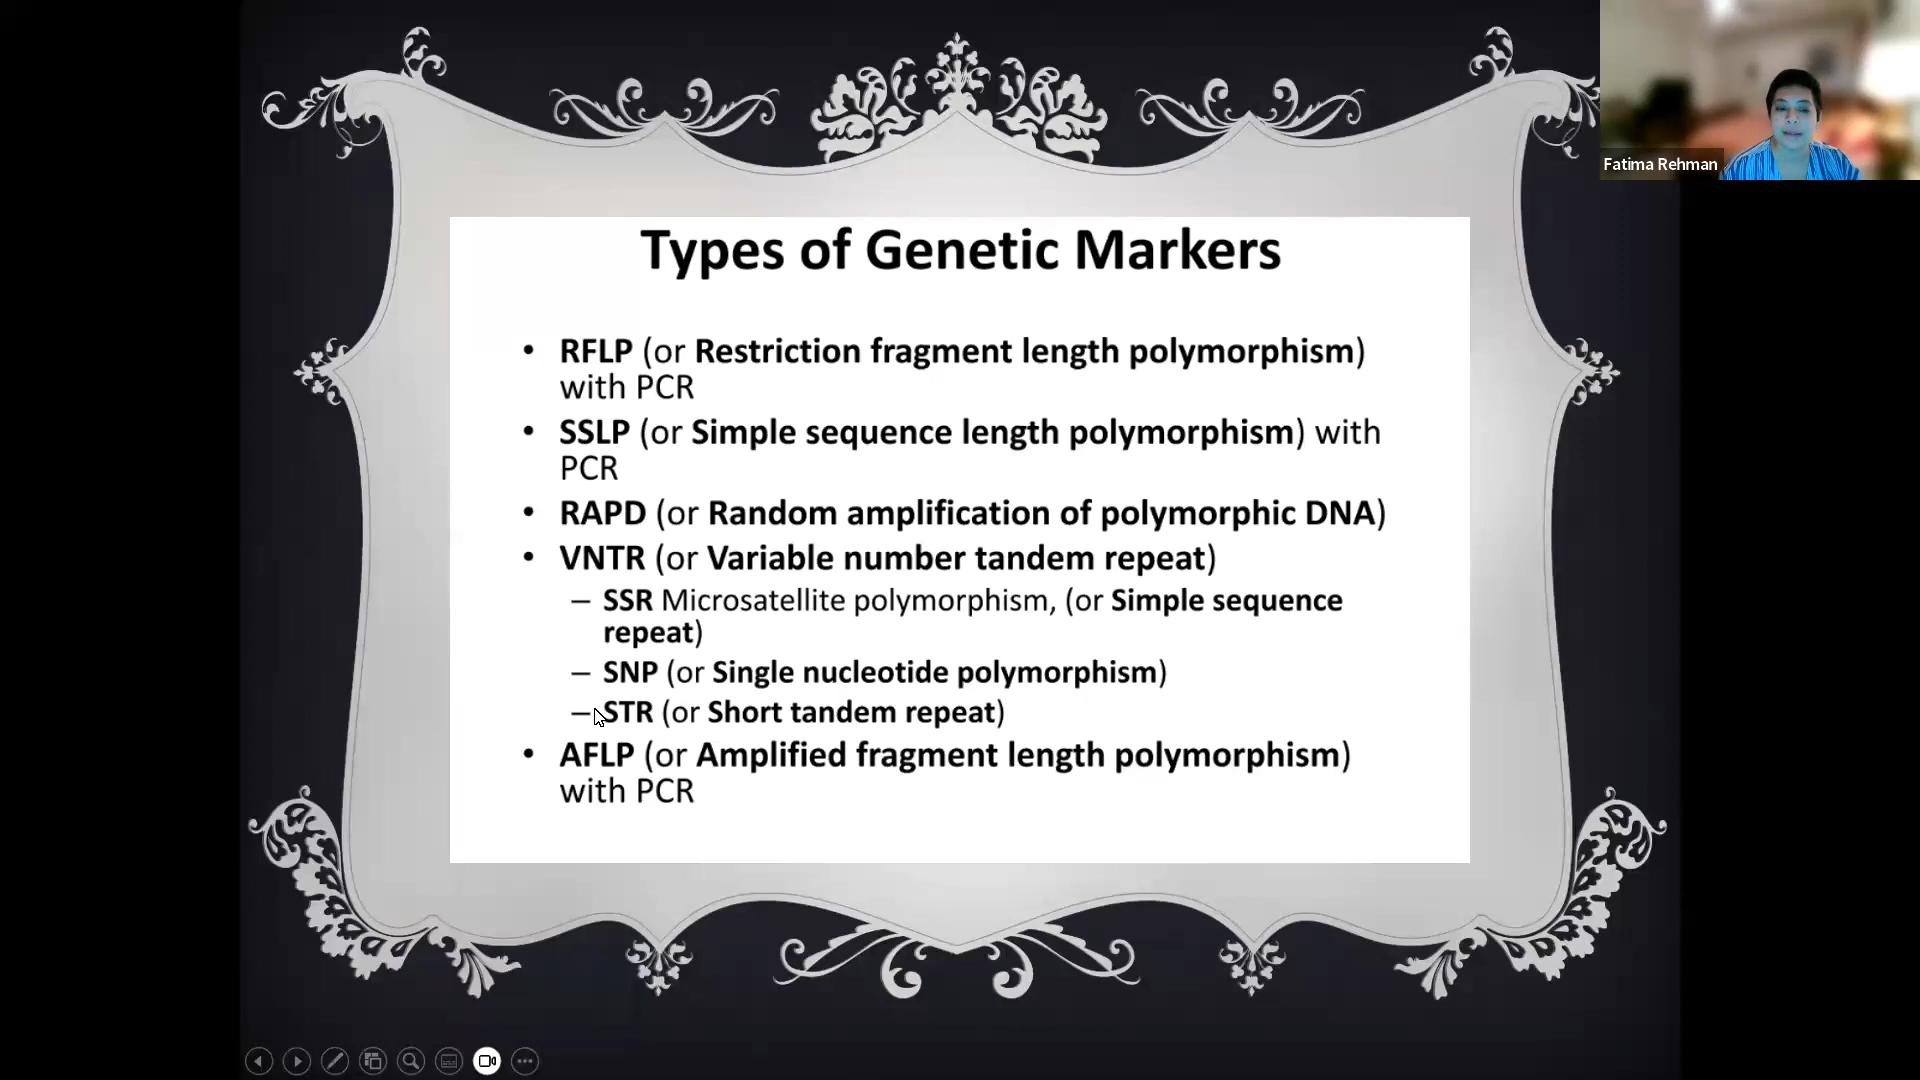 Fatima Rehman
Types of Genetic Markers
• RFLP (or Restriction fragment length polymorphism)
with PCR
• SSLP (or Simple sequence length polymorphism) with
PCR
• RAPD (or Random amplification of polymorphic DNA)
• VNTR (or Variable number tandem repeat)
– SSR Microsatellite polymorphism, (or Simple sequence
repeat)
– SNP (or Single nucleotide polymorphism)
– STR (or Short tandem repeat)
• AFLP (or Amplified fragment length polymorphism)
with PCR